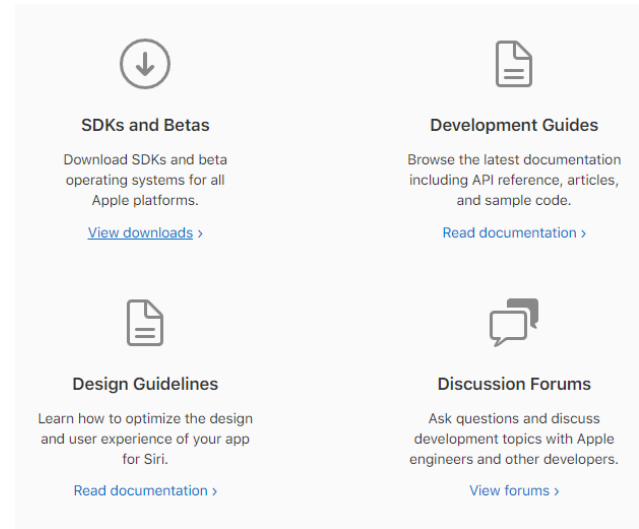 SDKs and Betas
Download SDKs and beta
operating systems for all
Apple platforms.
View downloads ›
Development Guides
Browse the latest documentation
including API reference, articles,
and sample code.
Read documentation ›
Design Guidelines
Learn how to optimize the design
and user experience of your app
for Siri.
Read documentation ›
Discussion Forums
Ask questions and discuss
development topics with Apple
engineers and other developers.
View forums ›